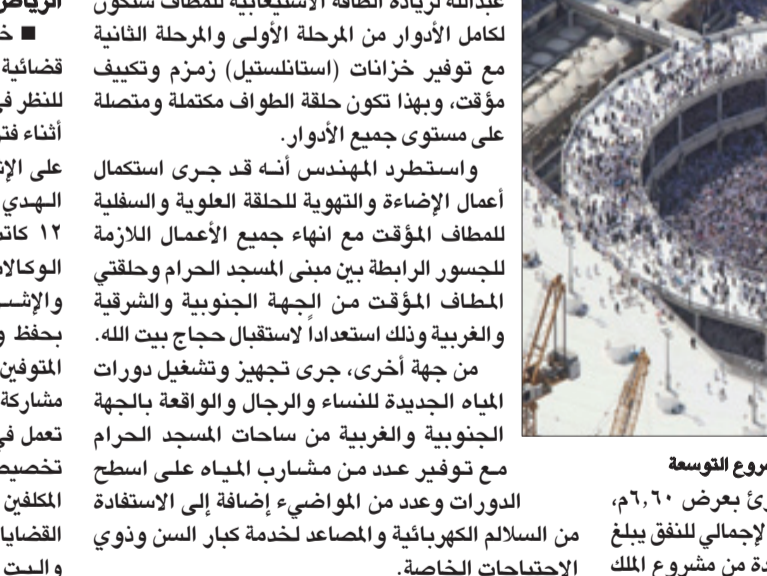 شروع التوسعة
رئ بعرض ٦,٦٠م،
لإجمالي للنفق يبلغ
دة من مشروع الملك
عبدالله لزيادة الطاقة الاستيعابية للمطاف ستكون
لكامل الأدوار من المرحلة الأولى والمرحلة الثانية
مع توفير خزانات (استانلستيل) زمزم وتكييف
مؤقت، وبهذا تكون حلقة الطواف مكتملة ومتصلة
على مستوى جميع الأدوار.
واستطرد المهندس أنه قد جرى استكمال
أعمال الإضاءة والتهوية للحلقة العلوية والسفلية
للمطاف المؤقت مع انهاء جميع الأعمال اللازمة
للجسور الرابطة بين مبنى المسجد الحرام وحلقتي
المطاف المؤقت من الجهة الجنوبية والشرقية
والغربية وذلك استعداداً لاستقبال حجاج بيت الله.
من جهة أخرى، جرى تجهيز وتشغيل دورات
المياه الجديدة للنساء والرجال والواقعة بالجهة
الجنوبية والغربية من ساحات المسجد الحرام
مع توفير عدد من مشارب المياه على اسطح
الدورات وعدد من المواضيء إضافة إلى الاستفادة
من السلالم الكهربائية والمصاعد لخدمة كبار السن وذوي
الاحتياجات الخاصة.
الرياض
■ خ
قضائية
للنظر في
أثناء فتر
على الإن
الهدي
١٢ كاتب
الوكالات
والإشـ
بحفظ و
المتوفين
مشاركة
تعمل في
تخصيص
المكلفين
القضايا
والبت